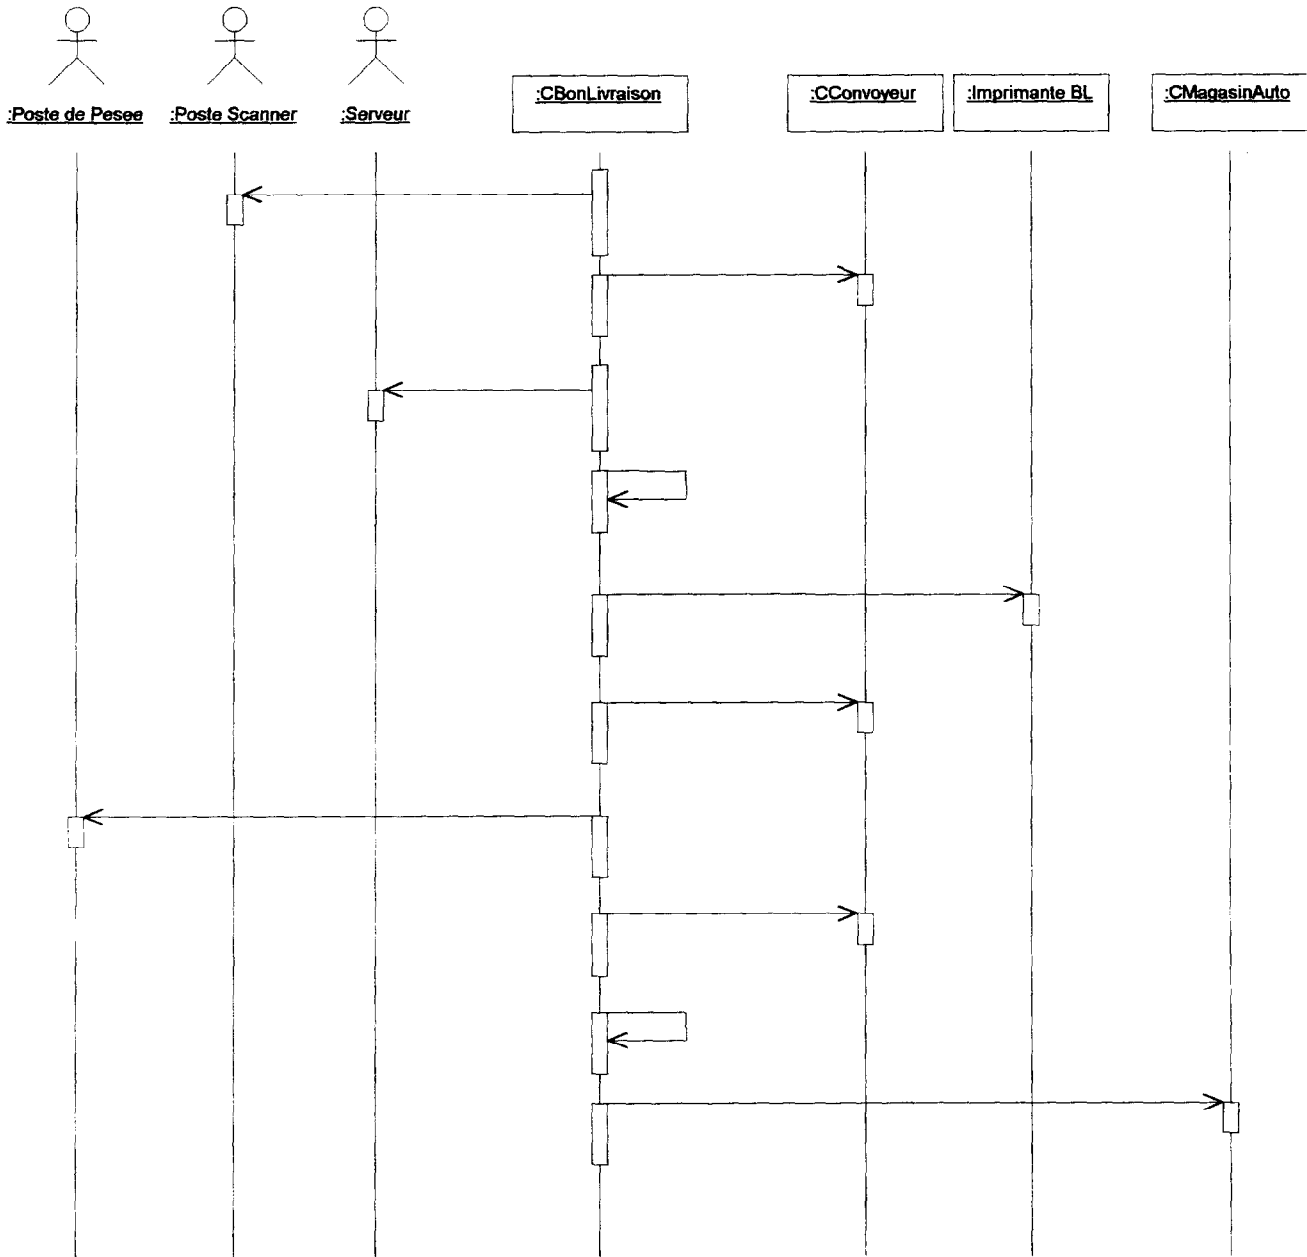 :Poste de Pesee
:Poste Scanner
:Serveur
:CBonLivraison
:CConvoyeur
:Imprimante BL
:CMagasinAuto